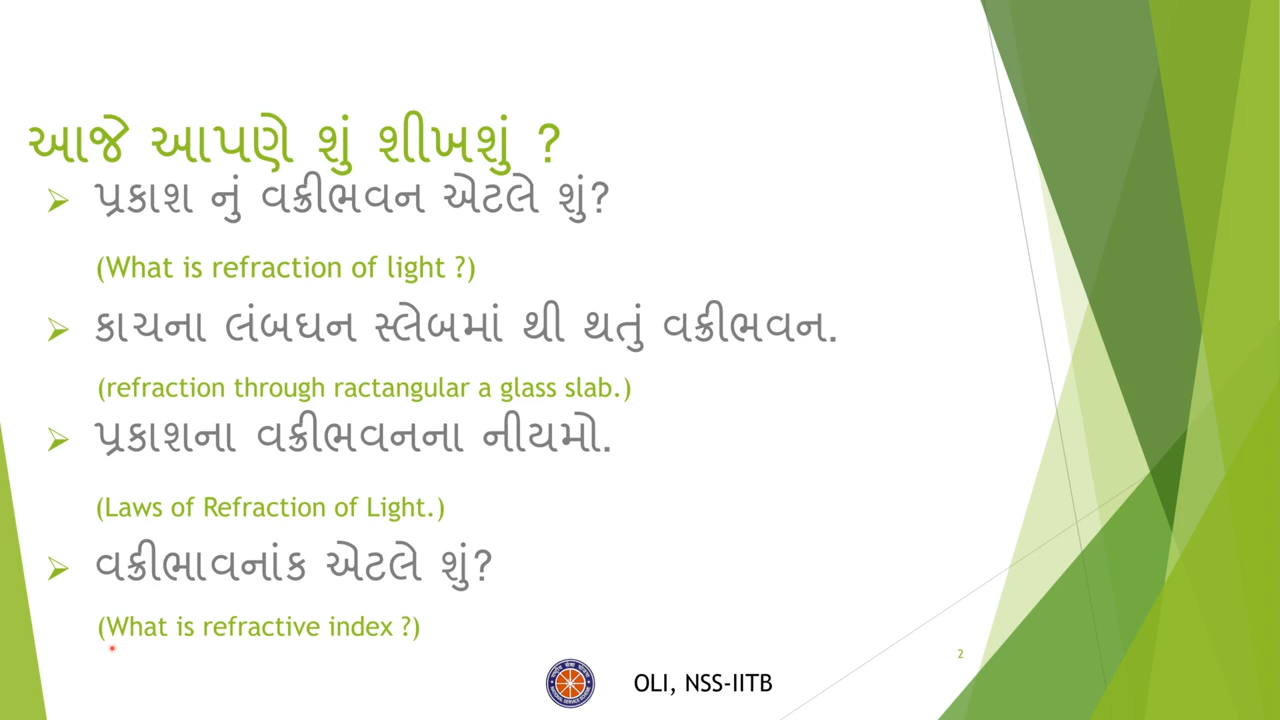 આજે આપણે શું શીખશું ?
પ્રકાશ નું વક્રીભવન એટલે શું?
(What is refraction of light ?)
કાચના લંબઘન સ્લેબમાં થી થતું વક્રીભવન.
(refraction through ractangular a glass slab.)
પ્રકાશના વક્રીભવનના નીયમો.
(Laws of Refraction of Light.)
વક્રીભાવનાંક એટલે શું?
(What is refractive index ?)
2
OLI, NSS-IITB